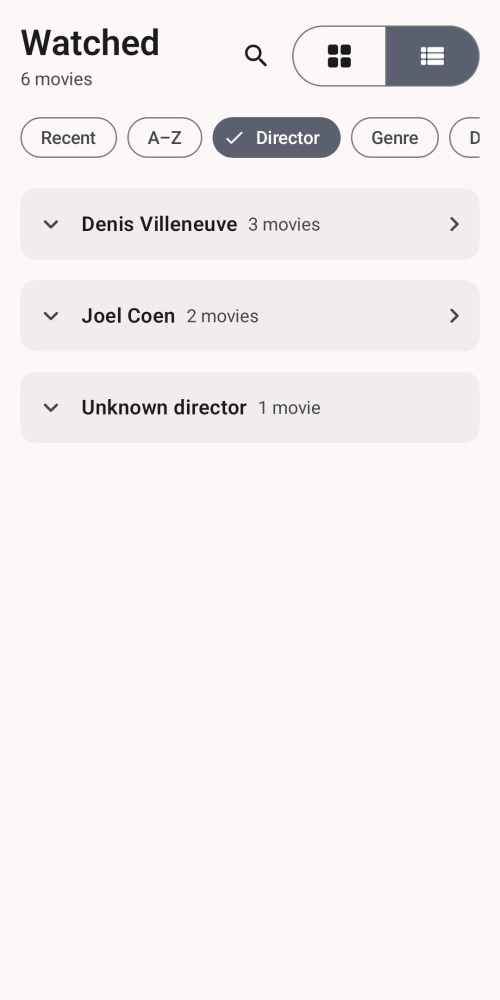 Watched
6 movies
Recent
A–Z
Director
Genre
D
Denis Villeneuve 3 movies
Joel Coen 2 movies
Unknown director 1 movie